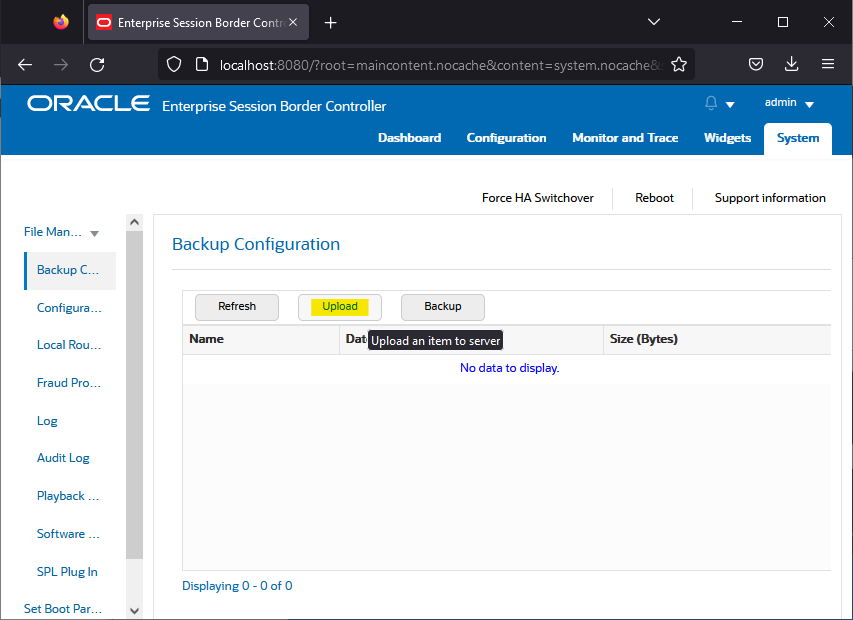 Enterprise Session Border Contr
localhost:8080/?root=maincontent.nocache&content=system.nocache&
ORACLE Enterprise Session Border Controller
admin
Dashboard Configuration Monitor and Trace Widgets System
Force HA Switchover Reboot Support information
File Man...
Backup C...
Configura...
Local Rou...
Fraud Pro...
Log
Audit Log
Playback ...
Software ...
SPL Plug In
Set Boot Par...
Backup Configuration
Refresh Upload Backup
Name Dat Size (Bytes)
Upload an item to server
No data to display.
Displaying 0 - 0 of 0